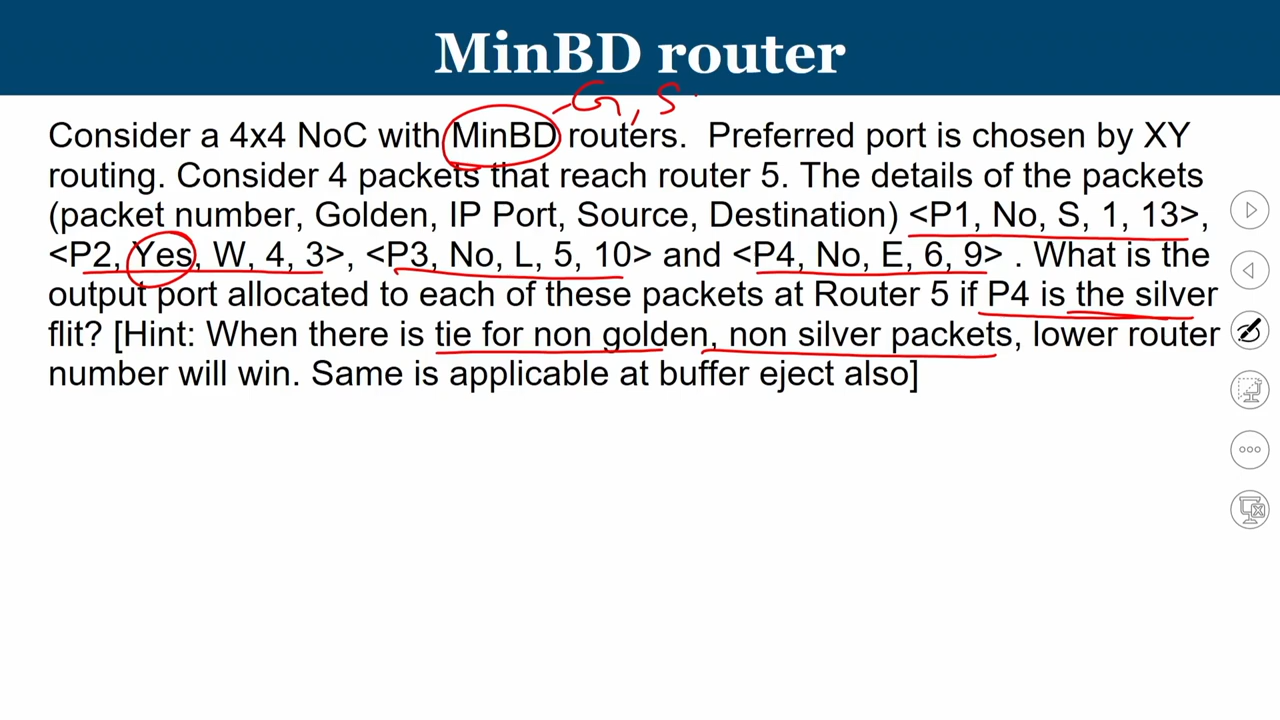 MinBD router
G, S
Consider a 4x4 NoC with MinBD routers. Preferred port is chosen by XY
routing. Consider 4 packets that reach router 5. The details of the packets
(packet number, Golden, IP Port, Source, Destination) <P1, No, S, 1, 13>,
<P2, Yes, W, 4, 3>, <P3, No, L, 5, 10> and <P4, No, E, 6, 9> . What is the
output port allocated to each of these packets at Router 5 if P4 is the silver
flit? [Hint: When there is tie for non golden, non silver packets, lower router
number will win. Same is applicable at buffer eject also]